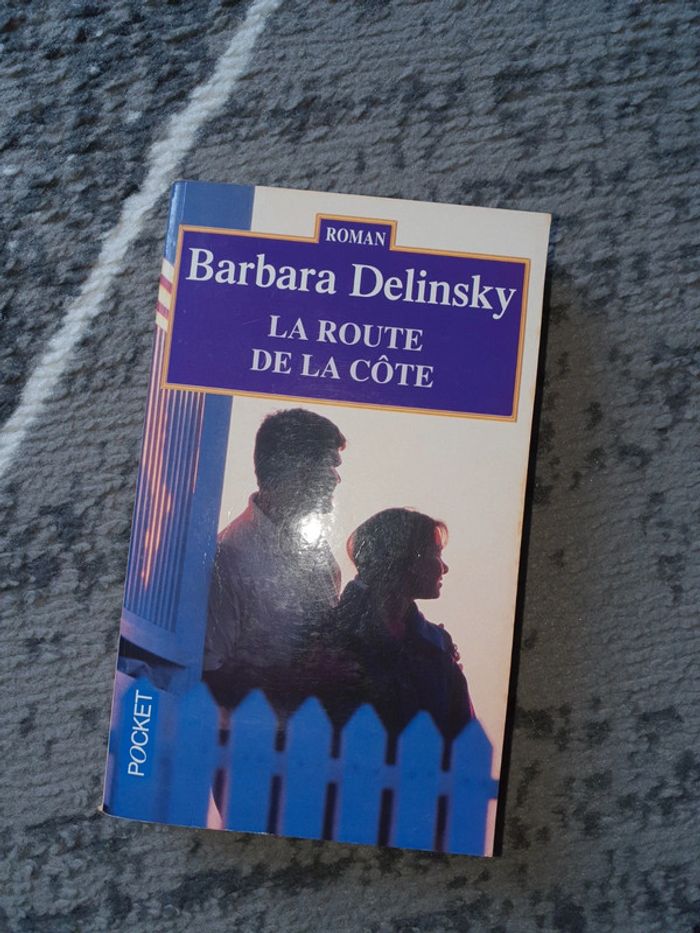 ROMAN
Barbara Delinsky
LA ROUTE
DE LA CÔTE
POCKET